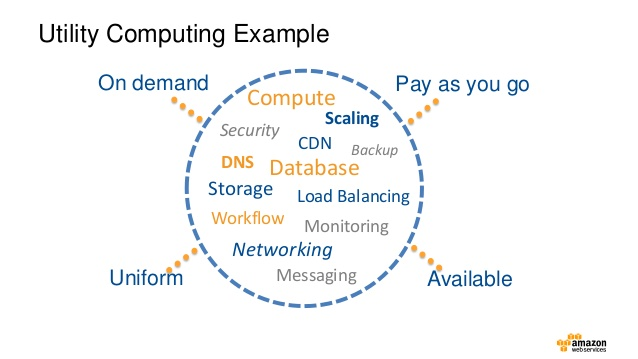 Utility Computing Example
On demand
Pay as you go
Compute
Scaling
Security
CDN
Backup
DNS
Database
Storage
Load Balancing
Workflow
Monitoring
Networking
Messaging
Uniform
Available
amazon
web services